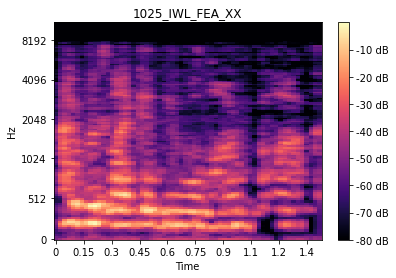 1025_IWL_FEA_XX
8192
4096
2048
1024
512
0
Hz
0 0.15 0.3 0.45 0.6 0.75 0.9 1.1 1.2 1.4
Time
-10 dB
-20 dB
-30 dB
-40 dB
-50 dB
-60 dB
-70 dB
-80 dB